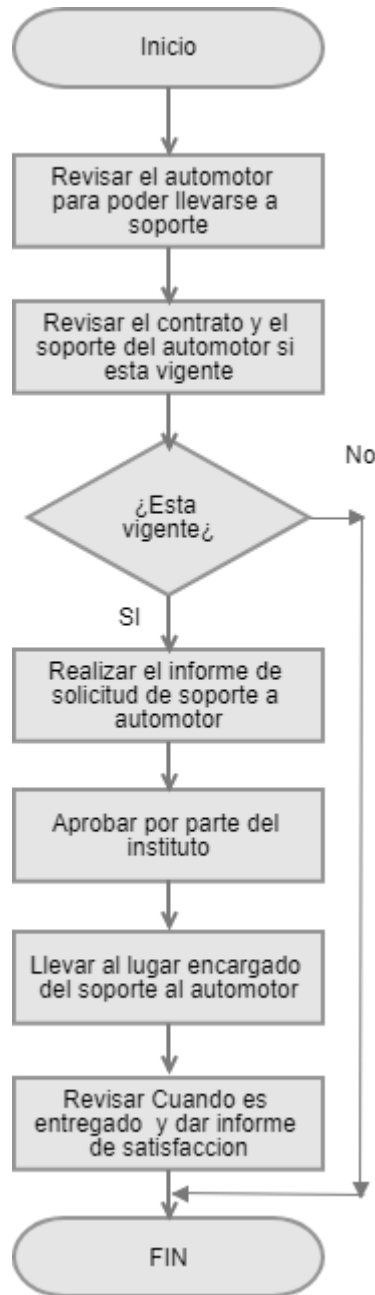 Inicio
Revisar el automotor
para poder llevarse a
soporte
Revisar el contrato y el
soporte del automotor si
esta vigente
No
¿Esta
vigente¿
SI
Realizar el informe de
solicitud de soporte a
automotor
Aprobar por parte del
instituto
Llevar al lugar encargado
del soporte al automotor
Revisar Cuando es
entregado y dar informe
de satisfaccion
FIN